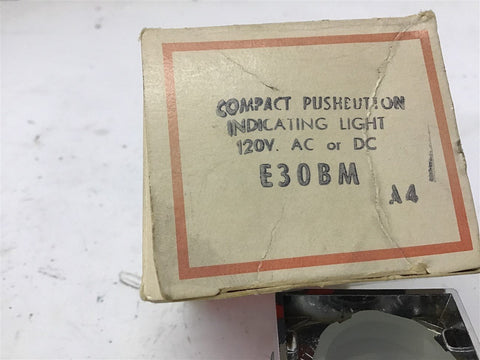 COMPACT PUSHBUTTON
INDICATING LIGHT
120V. AC or DC
E30BM
A4